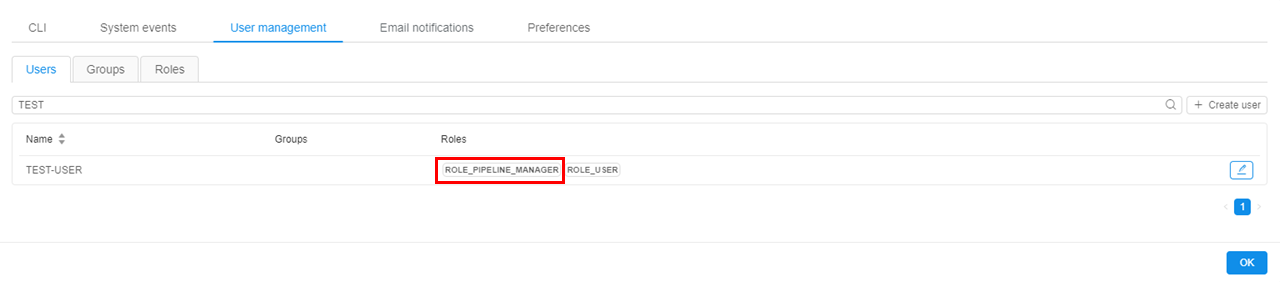 CLI System events User management Email notifications Preferences
Users Groups Roles
TEST + Create user
Name Groups Roles
TEST-USER ROLE_PIPELINE_MANAGER ROLE_USER
< 1 >
OK